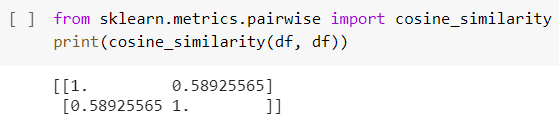 [ ] from sklearn.metrics.pairwise import cosine_similarity
print(cosine_similarity(df, df))
[[1.         0.58925565]
 [0.58925565 1.        ]]